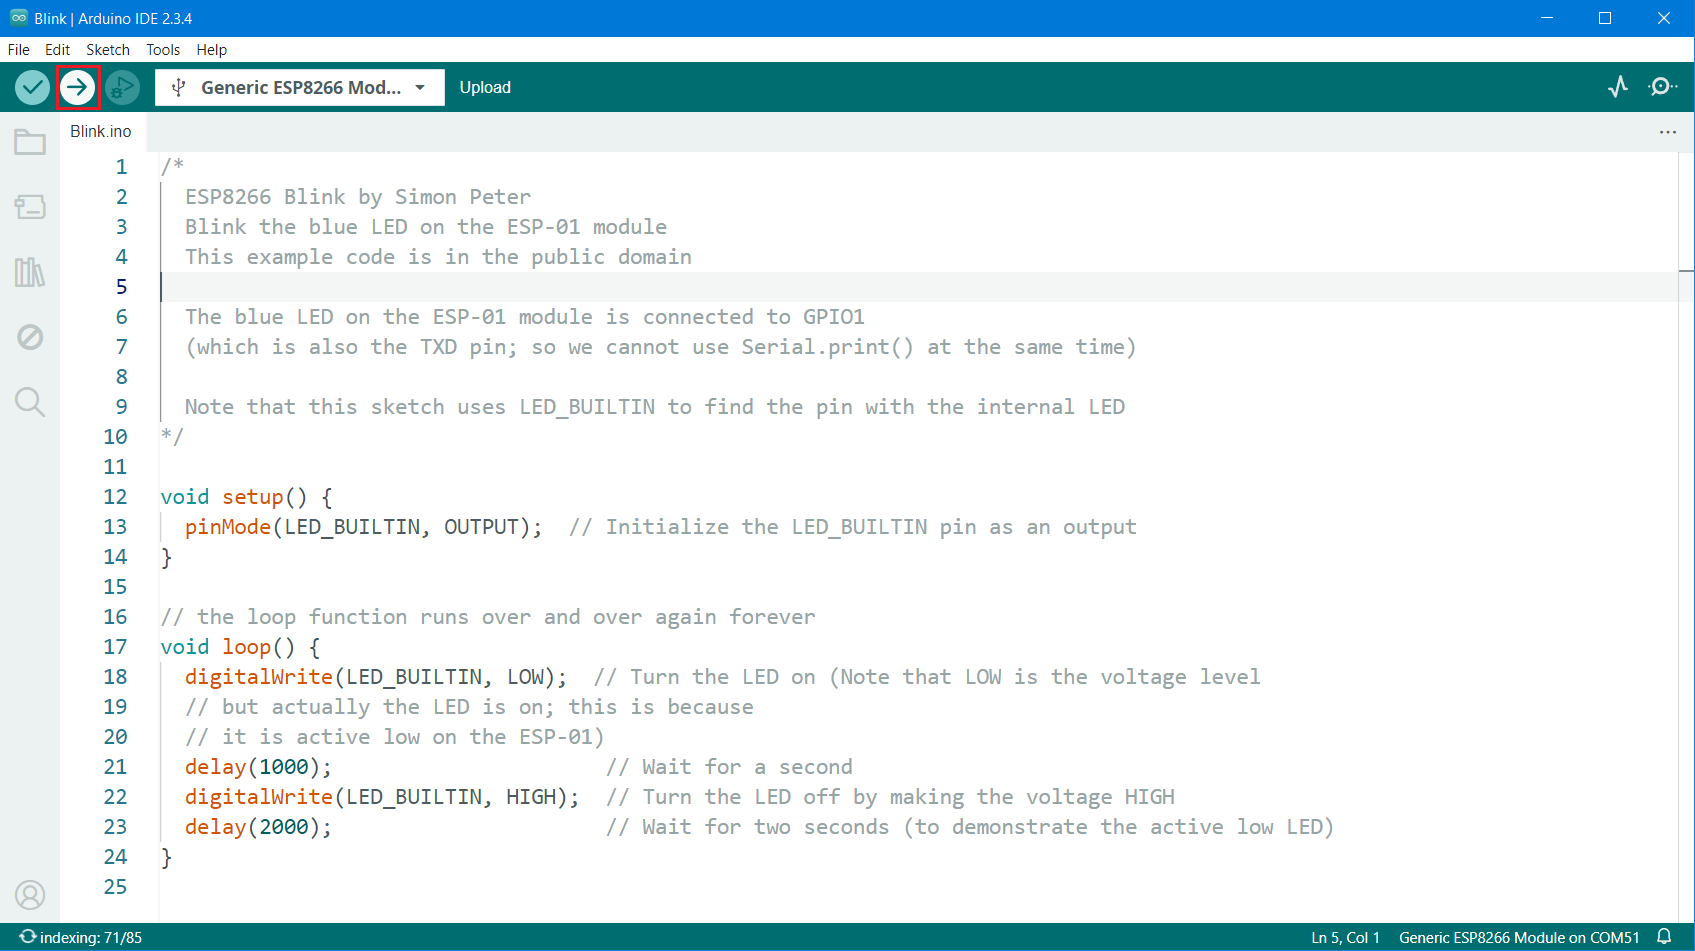 Blink | Arduino IDE 2.3.4
File Edit Sketch Tools Help
Generic ESP8266 Mod... Upload
Blink.ino
1 /*
2 ESP8266 Blink by Simon Peter
3 Blink the blue LED on the ESP-01 module
4 This example code is in the public domain
5
6 The blue LED on the ESP-01 module is connected to GPIO1
7 (which is also the TXD pin; so we cannot use Serial.print() at the same time)
8
9 Note that this sketch uses LED_BUILTIN to find the pin with the internal LED
10 */
11
12 void setup() {
13 pinMode(LED_BUILTIN, OUTPUT);  // Initialize the LED_BUILTIN pin as an output
14 }
15
16 // the loop function runs over and over again forever
17 void loop() {
18 digitalWrite(LED_BUILTIN, LOW);  // Turn the LED on (Note that LOW is the voltage level
19 // but actually the LED is on; this is because
20 // it is active low on the ESP-01)
21 delay(1000);                      // Wait for a second
22 digitalWrite(LED_BUILTIN, HIGH);  // Turn the LED off by making the voltage HIGH
23 delay(2000);                      // Wait for two seconds (to demonstrate the active low LED)
24 }
25
indexing: 71/85 Ln 5, Col 1 Generic ESP8266 Module on COM51